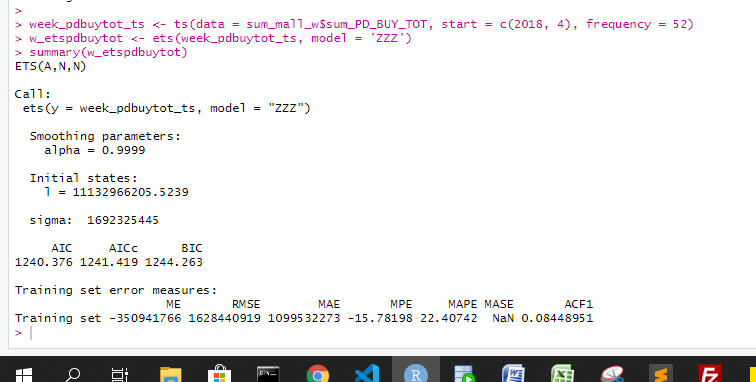 >
> week_pdbuytot_ts <- ts(data = sum_mall_w$sum_PD_BUY_TOT, start = c(2018, 4), frequency = 52)
> w_etspdbuytot <- ets(week_pdbuytot_ts, model = 'ZZZ')
> summary(w_etspdbuytot)
ETS(A,N,N)
Call:
ets(y = week_pdbuytot_ts, model = "ZZZ")
Smoothing parameters:
alpha = 0.9999
Initial states:
l = 11132966205.5239
sigma: 1692325445
AIC AICc BIC
1240.376 1241.419 1244.263
Training set error measures:
ME RMSE MAE MPE MAPE MASE ACF1
Training set -350941766 1628440919 1099532273 -15.78198 22.40742 NaN 0.08448951
>